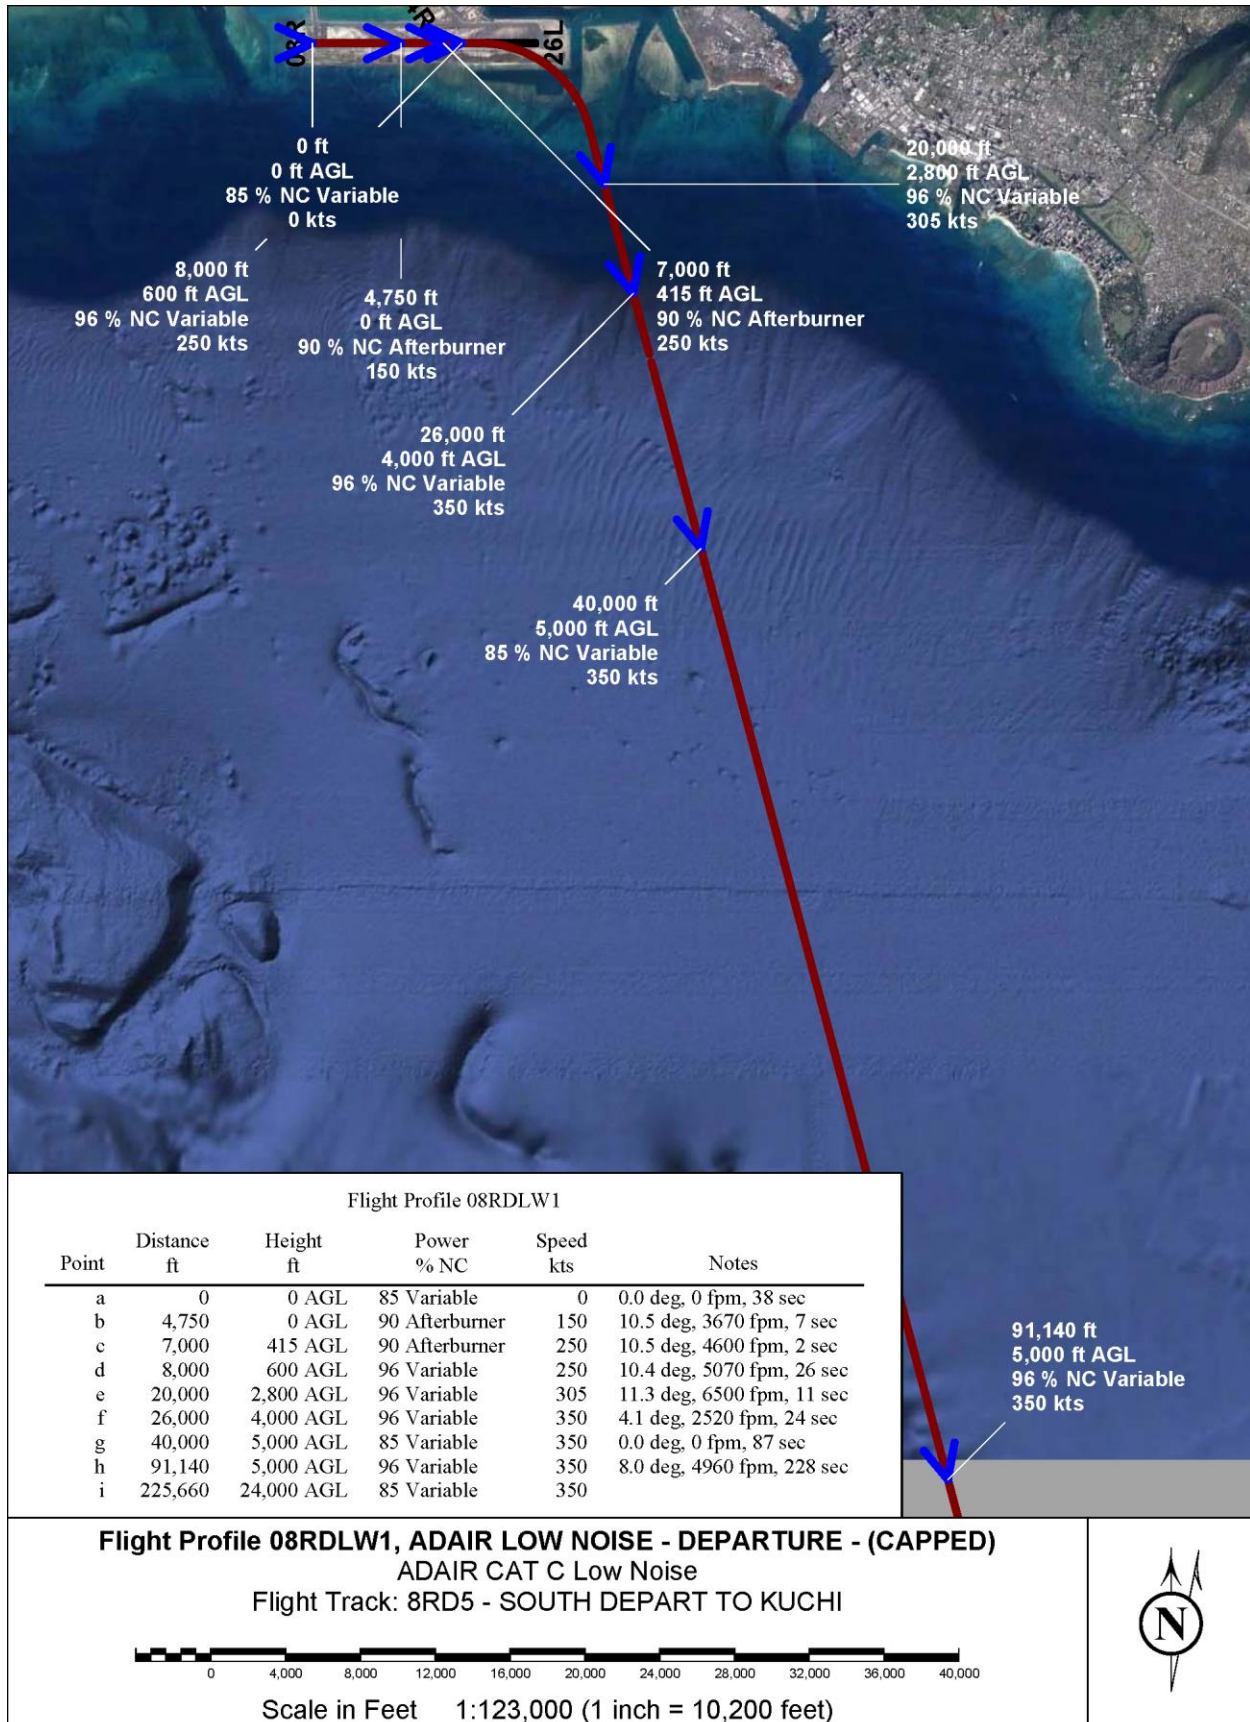 08R
4R
26L
0 ft
0 ft AGL
85 % NC Variable
0 kts
20,000 ft
2,800 ft AGL
96 % NC Variable
305 kts
8,000 ft
600 ft AGL
96 % NC Variable
250 kts
4,750 ft
0 ft AGL
90 % NC Afterburner
150 kts
7,000 ft
415 ft AGL
90 % NC Afterburner
250 kts
26,000 ft
4,000 ft AGL
96 % NC Variable
350 kts
40,000 ft
5,000 ft AGL
85 % NC Variable
350 kts
91,140 ft
5,000 ft AGL
96 % NC Variable
350 kts
Flight Profile 08RDLW1
Distance Height Power Speed
Point ft ft % NC kts Notes
a 0 0 AGL 85 Variable 0 0.0 deg, 0 fpm, 38 sec
b 4,750 0 AGL 90 Afterburner 150 10.5 deg, 3670 fpm, 7 sec
c 7,000 415 AGL 90 Afterburner 250 10.5 deg, 4600 fpm, 2 sec
d 8,000 600 AGL 96 Variable 250 10.4 deg, 5070 fpm, 26 sec
e 20,000 2,800 AGL 96 Variable 305 11.3 deg, 6500 fpm, 11 sec
f 26,000 4,000 AGL 96 Variable 350 4.1 deg, 2520 fpm, 24 sec
g 40,000 5,000 AGL 85 Variable 350 0.0 deg, 0 fpm, 87 sec
h 91,140 5,000 AGL 96 Variable 350 8.0 deg, 4960 fpm, 228 sec
i 225,660 24,000 AGL 85 Variable 350
Flight Profile 08RDLW1, ADAIR LOW NOISE - DEPARTURE - (CAPPED)
ADAIR CAT C Low Noise
Flight Track: 8RD5 - SOUTH DEPART TO KUCHI
0 4,000 8,000 12,000 16,000 20,000 24,000 28,000 32,000 36,000 40,000
Scale in Feet 1:123,000 (1 inch = 10,200 feet)
N